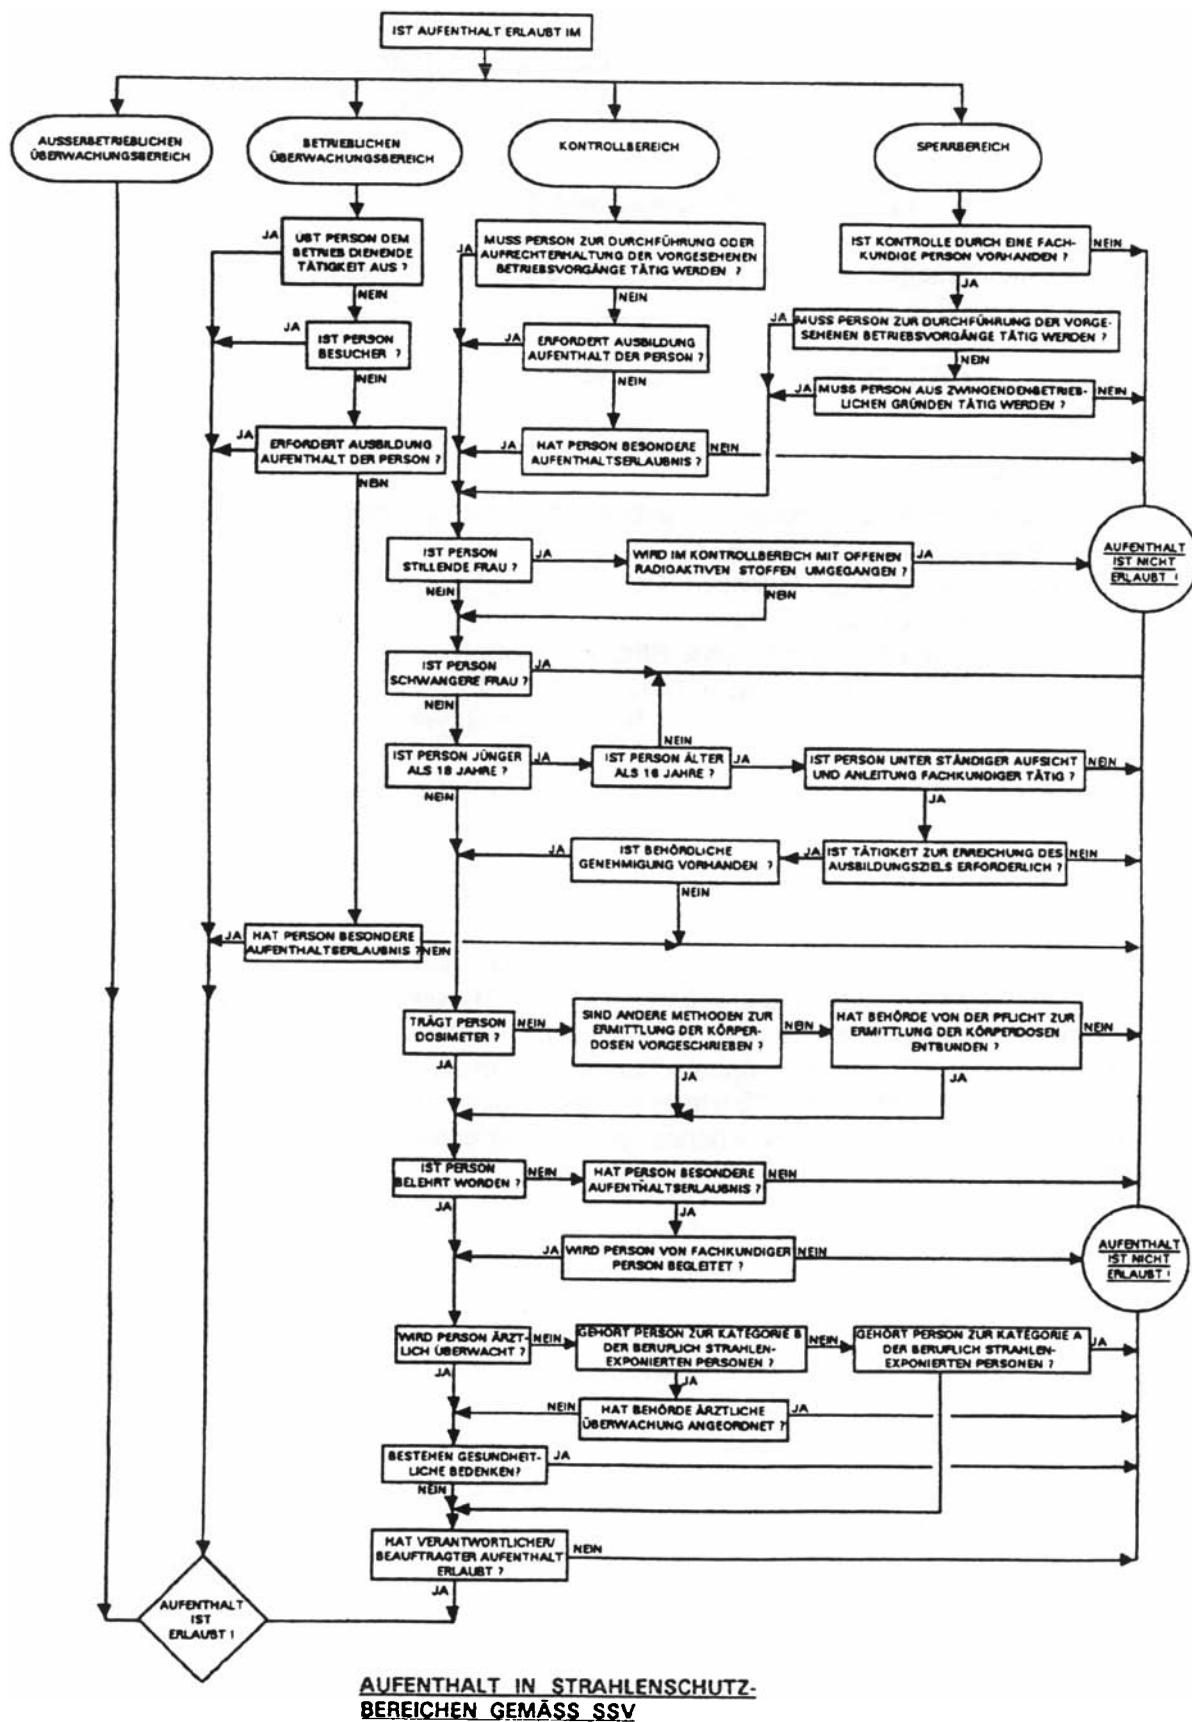 IST AUFENTHALT ERLAUBT IM
AUSSERBETRIEBLICHEN
ÜBERWACHUNGSBEREICH
BETRIEBLICHEN
ÜBERWACHUNGSBEREICH
KONTROLLBEREICH
SPERRBEREICH
ÜBT PERSON DEM
BETRIEB DIENENDE
TÄTIGKEIT AUS ?
JA
NEIN
MUSS PERSON ZUR DURCHFÜHRUNG ODER
AUFRECHTERHALTUNG DER VORGESEHENEN
BETRIEBSVORGÄNGE TÄTIG WERDEN ?
JA
NEIN
IST KONTROLLE DURCH EINE FACH-
KUNDIGE PERSON VORHANDEN ?
NEIN
JA
IST PERSON
BESUCHER ?
JA
NEIN
ERFORDERT AUSBILDUNG
AUFENTHALT DER PERSON ?
JA
NEIN
MUSS PERSON ZUR DURCHFÜHRUNG DER VORGE-
SEHENEN BETRIEBSVORGÄNGE TÄTIG WERDEN ?
JA
NEIN
MUSS PERSON AUS ZWINGENDENBETRIEB-
LICHEN GRÜNDEN TÄTIG WERDEN ?
JA
NEIN
ERFORDERT AUSBILDUNG
AUFENTHALT DER PERSON ?
JA
NEIN
HAT PERSON BESONDERE
AUFENTHALTSERLAUBNIS ?
JA
NEIN
IST PERSON
STILLENDE FRAU ?
JA
NEIN
WIRD IM KONTROLLBEREICH MIT OFFENEN
RADIOAKTIVEN STOFFEN UMGEGANGEN ?
JA
NEIN
AUFENTHALT
IST NICHT
ERLAUBT !
IST PERSON
SCHWANGERE FRAU ?
JA
NEIN
IST PERSON JÜNGER
ALS 18 JAHRE ?
JA
NEIN
IST PERSON ÄLTER
ALS 16 JAHRE ?
NEIN
JA
IST PERSON UNTER STÄNDIGER AUFSICHT
UND ANLEITUNG FACHKUNDIGER TÄTIG ?
NEIN
JA
IST BEHÖRDLICHE
GENEHMIGUNG VORHANDEN ?
JA
NEIN
IST TÄTIGKEIT ZUR ERREICHUNG DES
AUSBILDUNGSZIELS ERFORDERLICH ?
JA
NEIN
HAT PERSON BESONDERE
AUFENTHALTSERLAUBNIS ?
JA
NEIN
TRÄGT PERSON
DOSIMETER ?
NEIN
JA
SIND ANDERE METHODEN ZUR
ERMITTLUNG DER KÖRPER-
DOSEN VORGESCHRIEBEN ?
NEIN
JA
HAT BEHÖRDE VON DER PFLICHT ZUR
ERMITTLUNG DER KÖRPERDOSEN
ENTBUNDEN ?
NEIN
JA
IST PERSON
BELEHRT WORDEN ?
NEIN
JA
HAT PERSON BESONDERE
AUFENTHALTSERLAUBNIS ?
NEIN
JA
WIRD PERSON VON FACHKUNDIGER
PERSON BEGLEITET ?
JA
NEIN
AUFENTHALT
IST NICHT
ERLAUBT !
WIRD PERSON ÄRZT-
LICH ÜBERWACHT ?
NEIN
JA
GEHÖRT PERSON ZUR KATEGORIE B
DER BERUFLICH STRAHLEN-
EXPONIERTEN PERSONEN ?
NEIN
JA
GEHÖRT PERSON ZUR KATEGORIE A
DER BERUFLICH STRAHLEN-
EXPONIERTEN PERSONEN ?
JA
HAT BEHÖRDE ÄRZTLICHE
ÜBERWACHUNG ANGEORDNET ?
NEIN
JA
BESTEHEN GESUNDHEIT-
LICHE BEDENKEN?
JA
NEIN
HAT VERANTWORTLICHER/
BEAUFTRAGTER AUFENTHALT
ERLAUBT ?
NEIN
JA
AUFENTHALT
IST
ERLAUBT !
AUFENTHALT IN STRAHLENSCHUTZ-
BEREICHEN GEMÄSS SSV